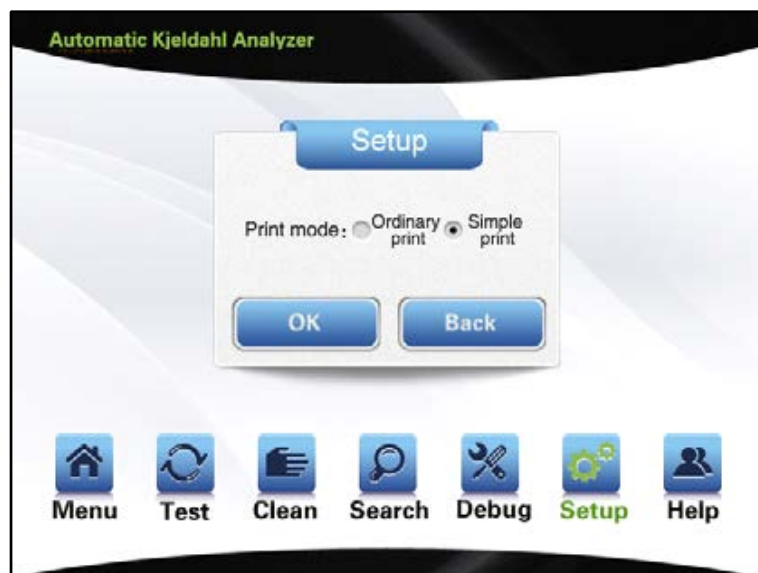 Automatic Kjeldahl Analyzer
Setup
Print mode: Ordinary print Simple print
OK Back
Menu Test Clean Search Debug Setup Help